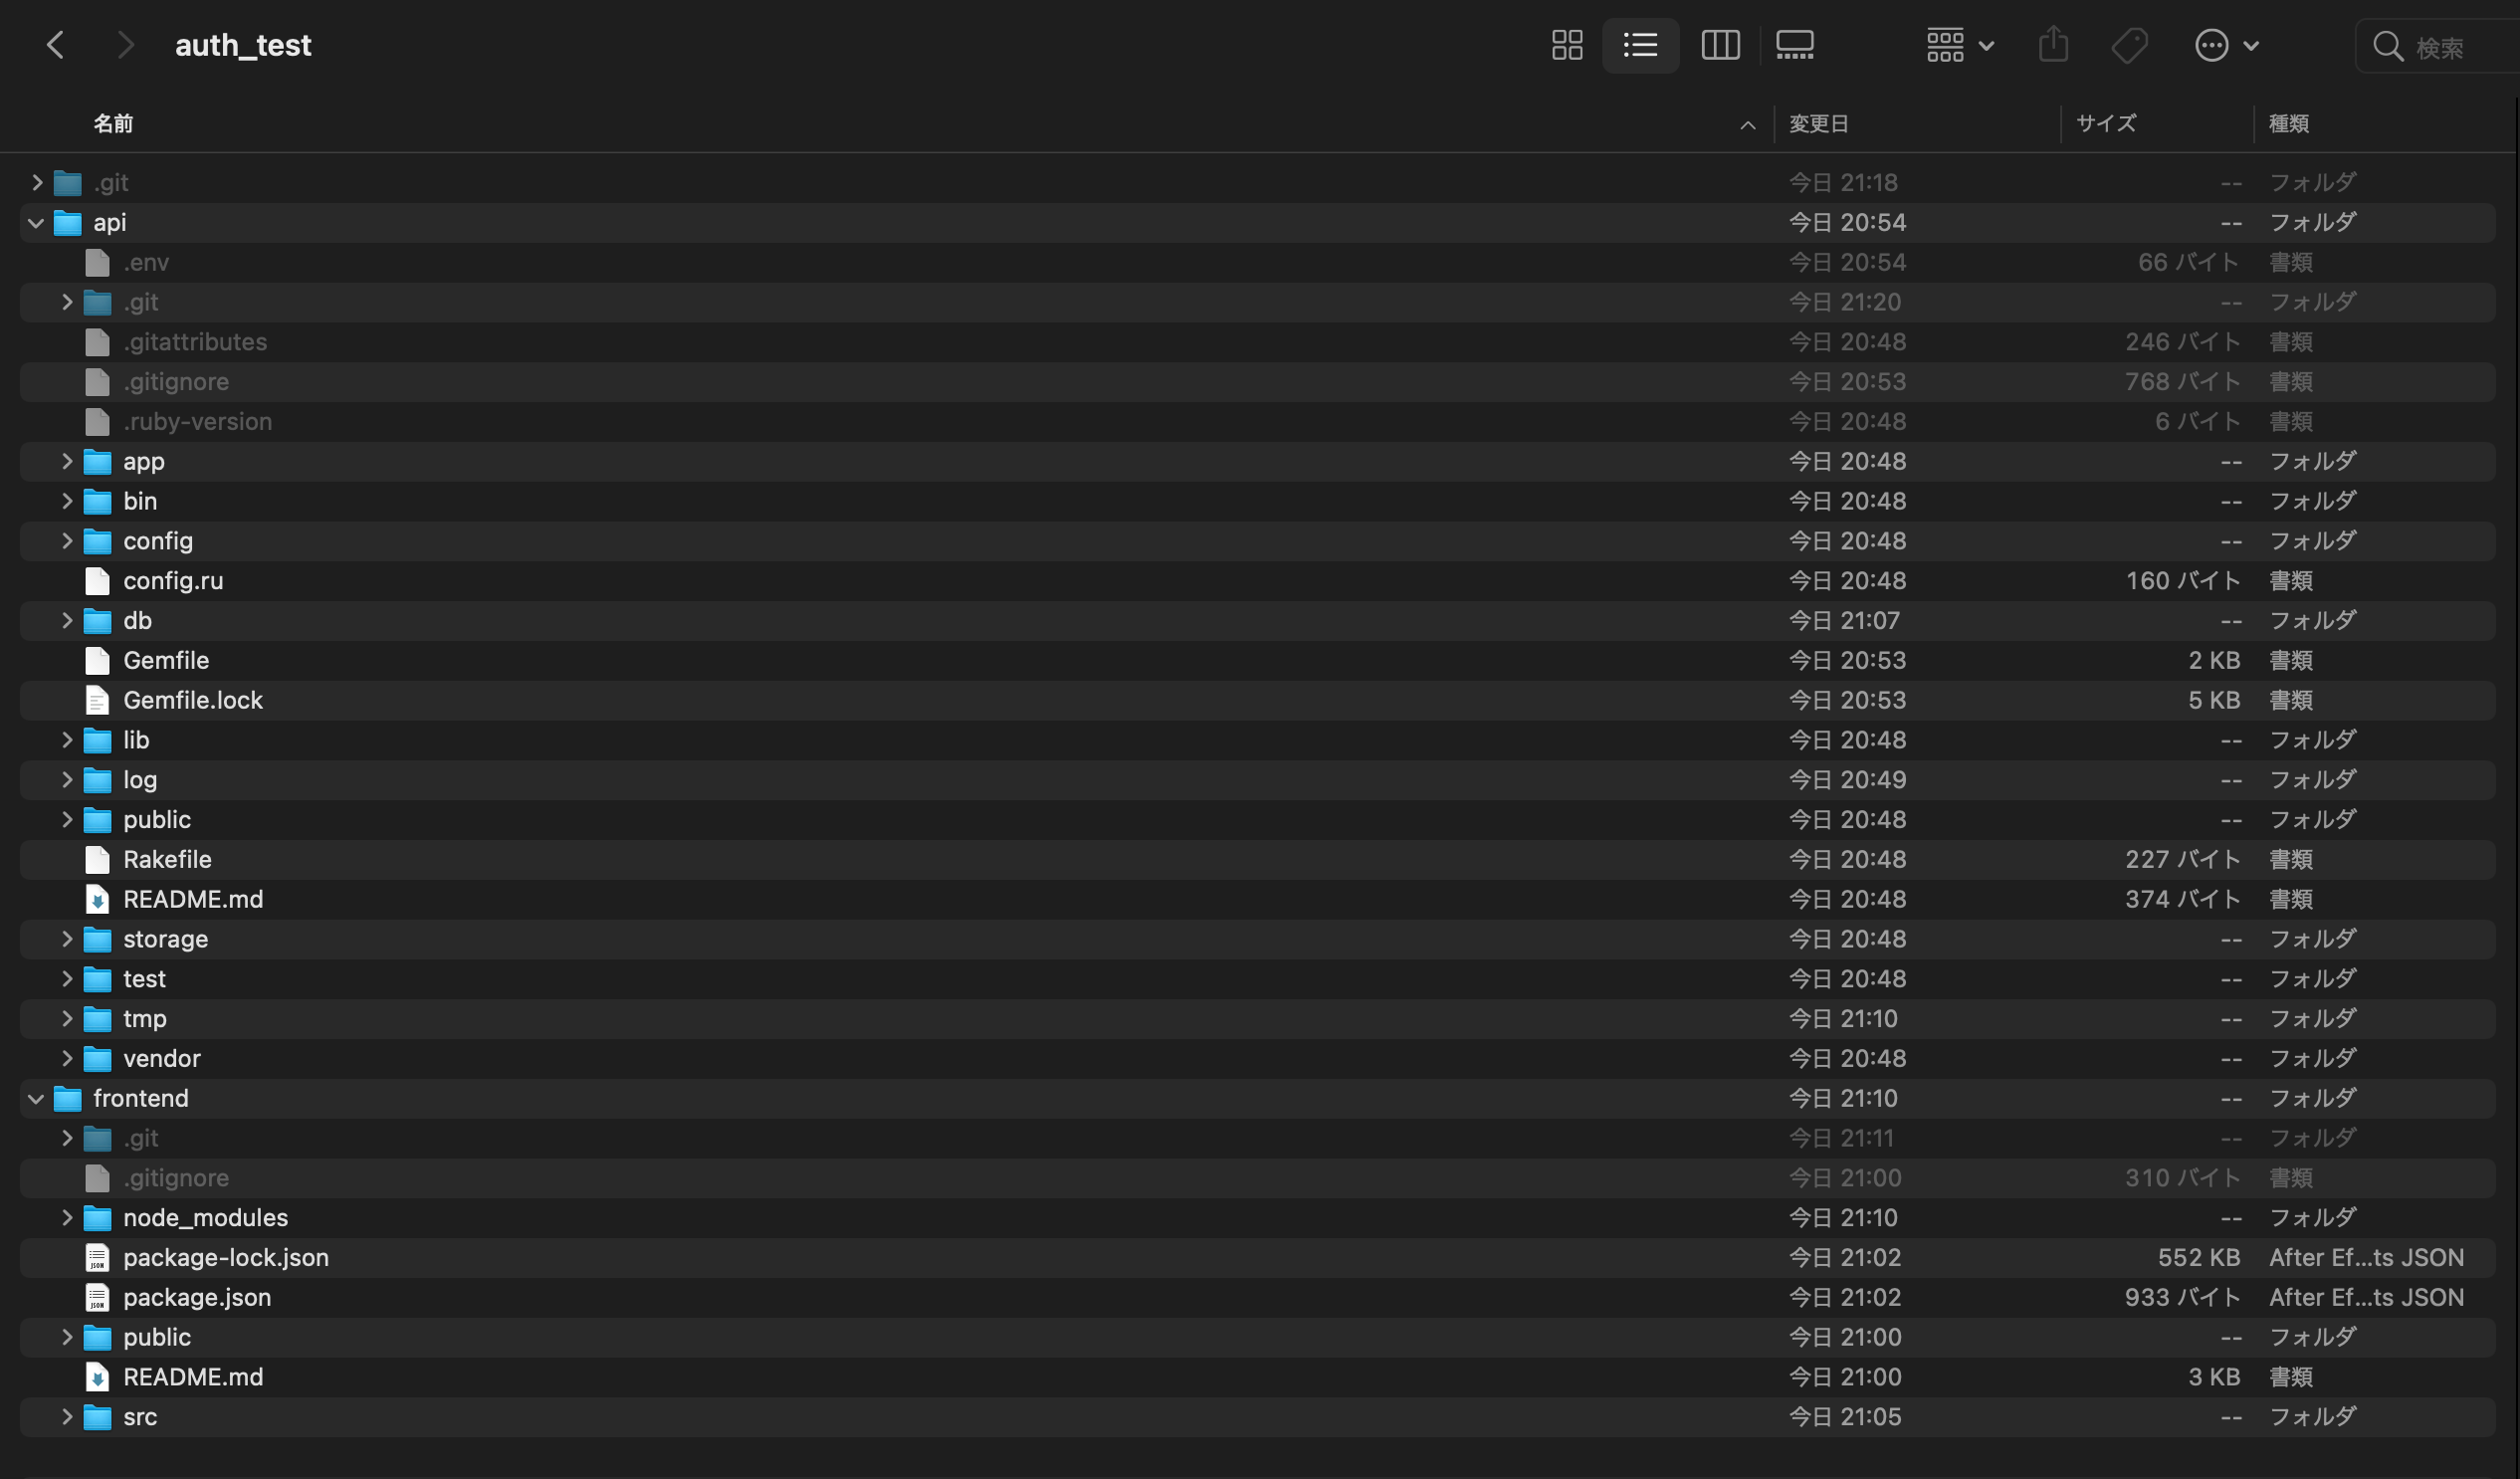 auth_test
検索
名前 変更日 サイズ 種類
.git 今日 21:18 -- フォルダ
api 今日 20:54 -- フォルダ
.env 今日 20:54 66 バイト 書類
.git 今日 21:20 -- フォルダ
.gitattributes 今日 20:48 246 バイト 書類
.gitignore 今日 20:53 768 バイト 書類
.ruby-version 今日 20:48 6 バイト 書類
app 今日 20:48 -- フォルダ
bin 今日 20:48 -- フォルダ
config 今日 20:48 -- フォルダ
config.ru 今日 20:48 160 バイト 書類
db 今日 21:07 -- フォルダ
Gemfile 今日 20:53 2 KB 書類
Gemfile.lock 今日 20:53 5 KB 書類
lib 今日 20:48 -- フォルダ
log 今日 20:49 -- フォルダ
public 今日 20:48 -- フォルダ
Rakefile 今日 20:48 227 バイト 書類
README.md 今日 20:48 374 バイト 書類
storage 今日 20:48 -- フォルダ
test 今日 20:48 -- フォルダ
tmp 今日 21:10 -- フォルダ
vendor 今日 20:48 -- フォルダ
frontend 今日 21:10 -- フォルダ
.git 今日 21:11 -- フォルダ
.gitignore 今日 21:00 310 バイト 書類
node_modules 今日 21:10 -- フォルダ
package-lock.json 今日 21:02 552 KB After Ef...ts JSON
package.json 今日 21:02 933 バイト After Ef...ts JSON
public 今日 21:00 -- フォルダ
README.md 今日 21:00 3 KB 書類
src 今日 21:05 -- フォルダ